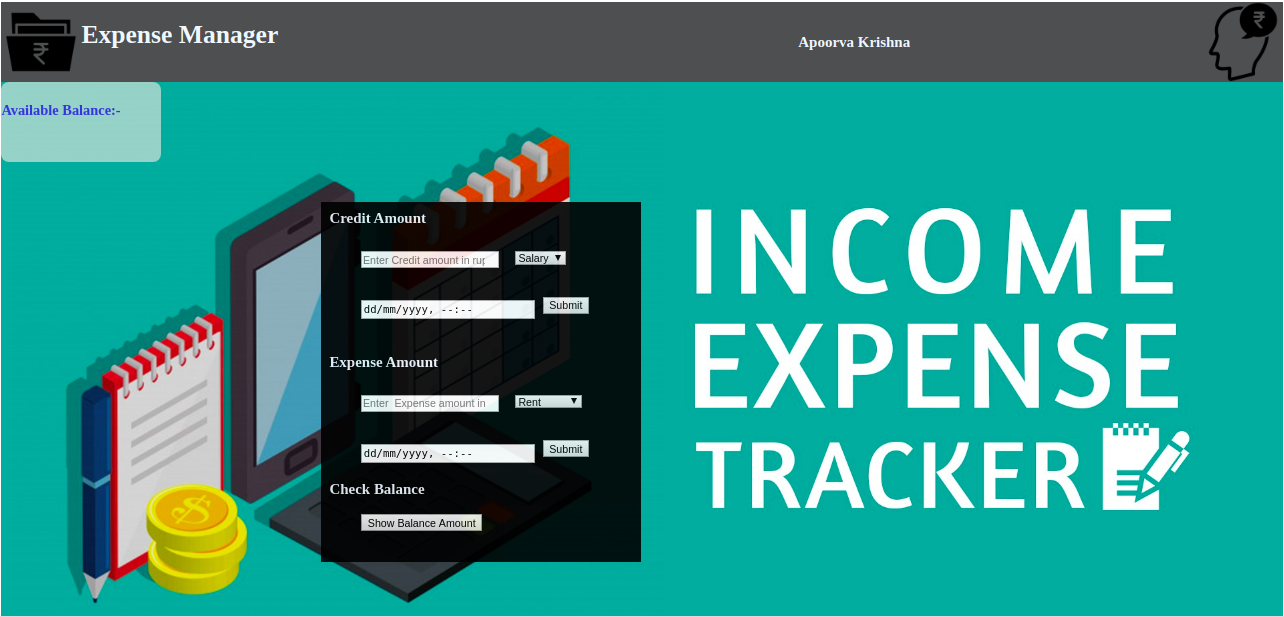 Expense Manager
Apoorva Krishna
Available Balance:-
Credit Amount
Enter Credit amount in rup
Salary
dd/mm/yyyy, --:--
Submit
Expense Amount
Enter Expense amount in
Rent
dd/mm/yyyy, --:--
Submit
Check Balance
Show Balance Amount
INCOME
EXPENSE
TRACKER